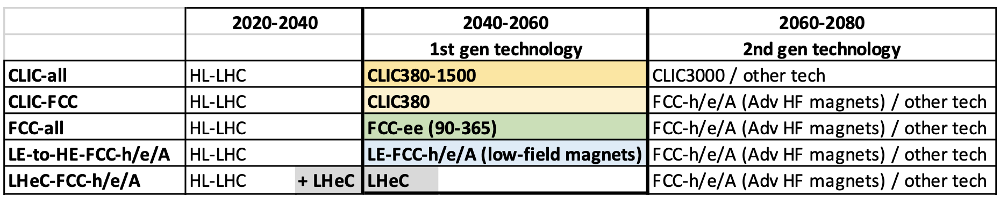 2020-2040 2040-2060 2060-2080
1st gen technology 2nd gen technology
CLIC-all HL-LHC CLIC380-1500 CLIC3000 / other tech
CLIC-FCC HL-LHC CLIC380 FCC-h/e/A (Adv HF magnets) / other tech
FCC-all HL-LHC FCC-ee (90-365) FCC-h/e/A (Adv HF magnets) / other tech
LE-to-HE-FCC-h/e/A HL-LHC LE-FCC-h/e/A (low-field magnets) FCC-h/e/A (Adv HF magnets) / other tech
LHeC-FCC-h/e/A HL-LHC + LHeC LHeC FCC-h/e/A (Adv HF magnets) / other tech